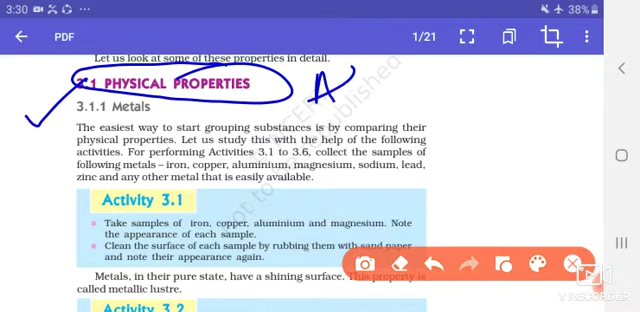 3:30
38%
PDF
1/21
Let us look at some of these properties in detail.
3.1 PHYSICAL PROPERTIES
A
3.1.1 Metals
The easiest way to start grouping substances is by comparing their
physical properties. Let us study this with the help of the following
activities. For performing Activities 3.1 to 3.6, collect the samples of
following metals – iron, copper, aluminium, magnesium, sodium, lead,
zinc and any other metal that is easily available.
Activity 3.1
Take samples of iron, copper, aluminium and magnesium. Note
the appearance of each sample.
Clean the surface of each sample by rubbing them with sand paper
and note their appearance again.
Metals, in their pure state, have a shining surface. This property is
called metallic lustre.
Activity 3.2
V RECORDER